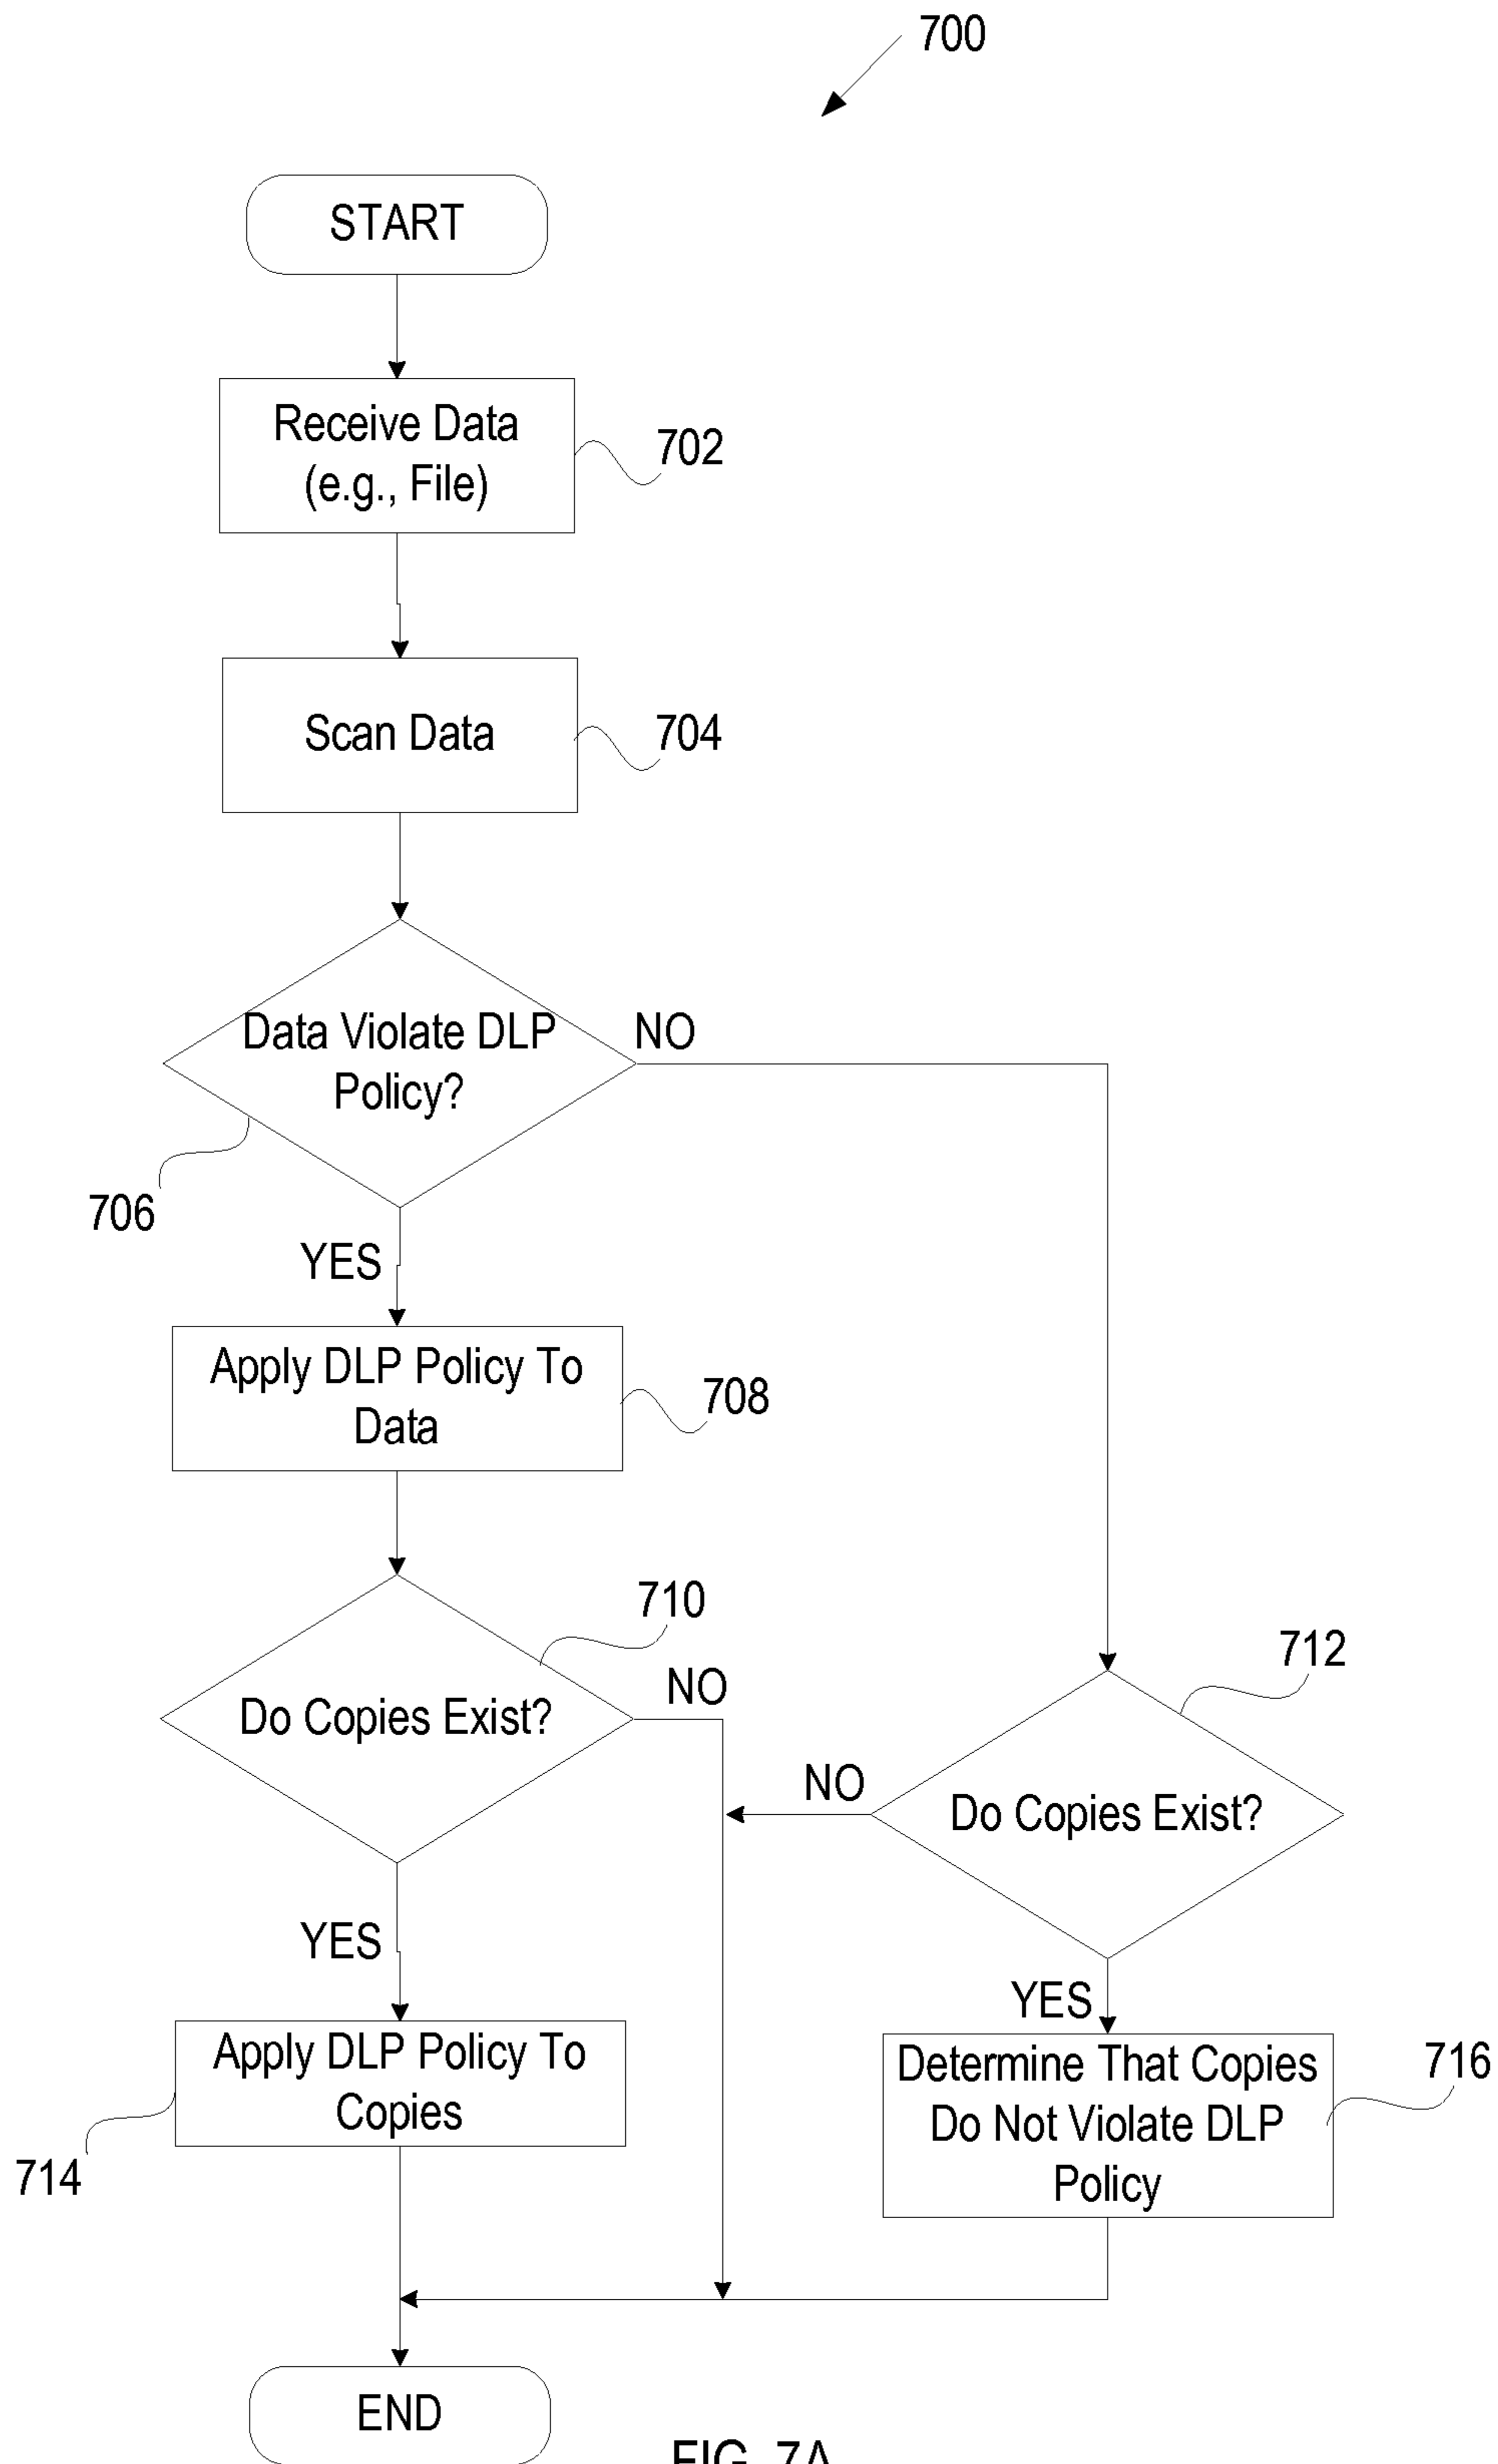 700
START
Receive Data
(e.g., File)
702
Scan Data
704
Data Violate DLP
Policy?
NO
706
YES
Apply DLP Policy To
Data
708
710
Do Copies Exist?
NO
712
NO
Do Copies Exist?
YES
YES
Apply DLP Policy To
Copies
714
Determine That Copies
Do Not Violate DLP
Policy
716
END
FIG. 7A